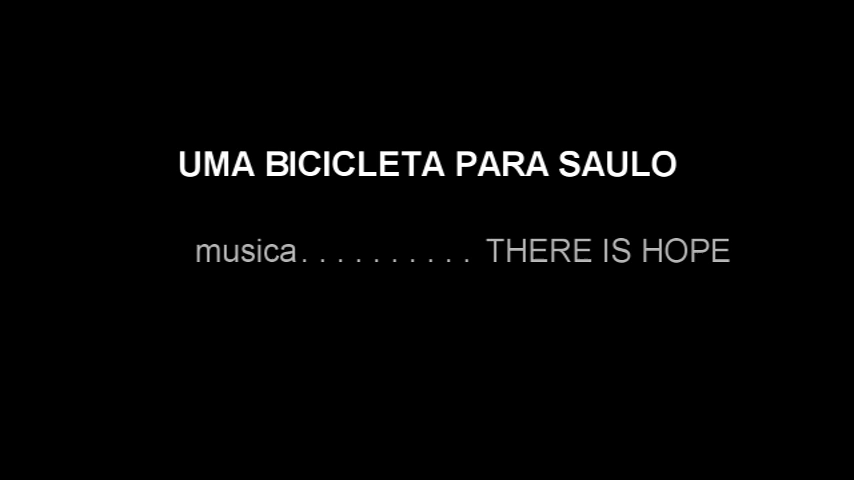 UMA BICICLETA PARA SAULO
musica. . . . . . . . . . THERE IS HOPE